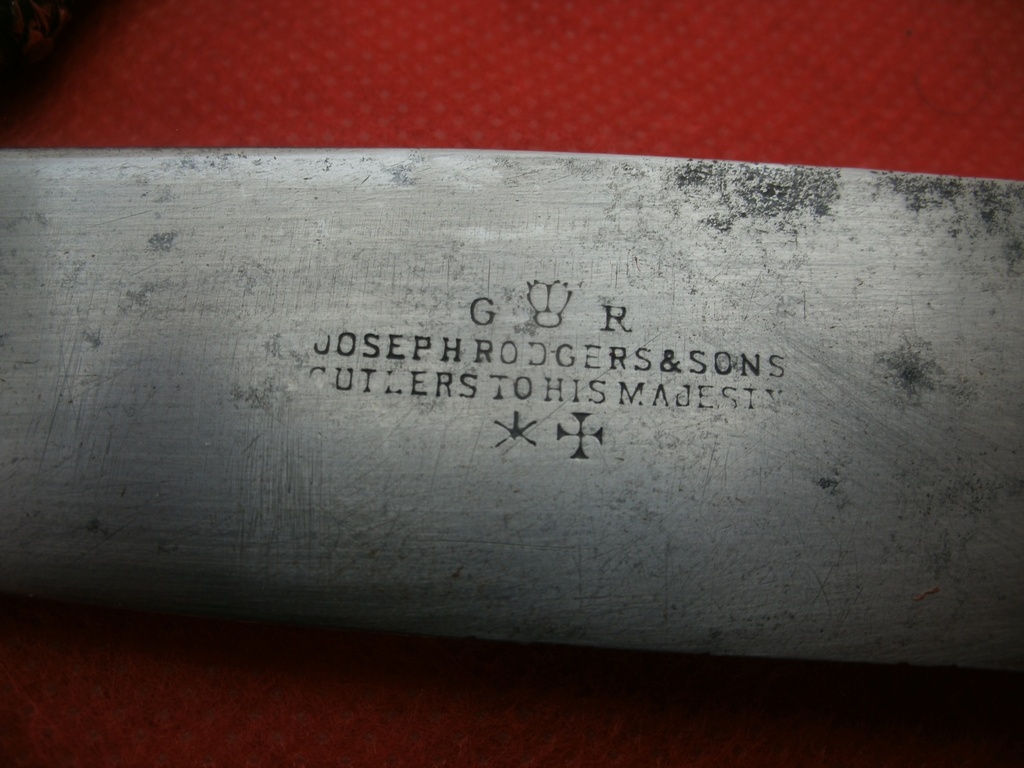 G R
JOSEPH RODGERS & SONS
CUTLERS TO HIS MAJESTY